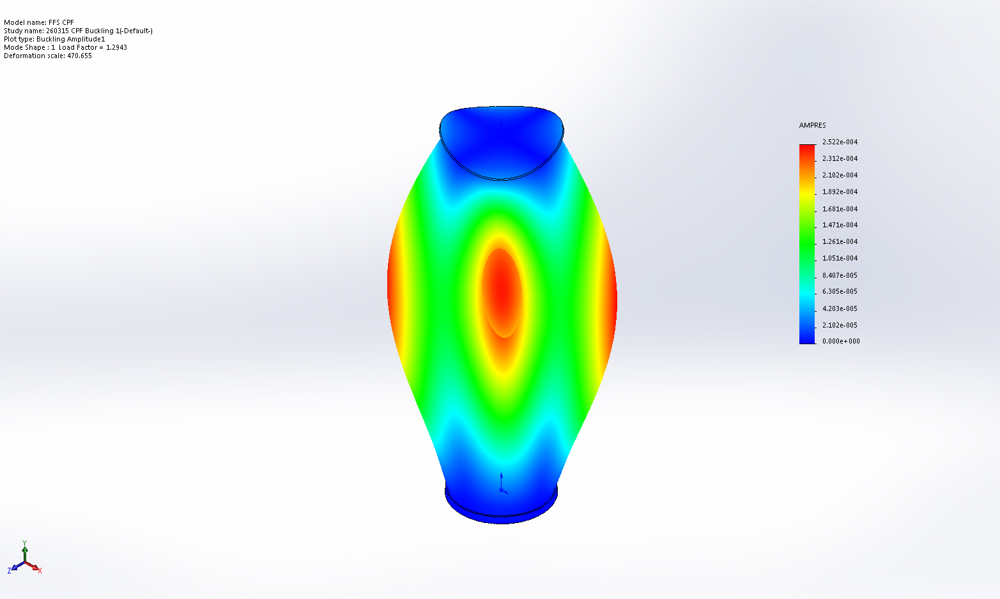 Model name: FFS CPF
Study name: 260315 CPF Buckling 1(-Default-)
Plot type: Buckling Amplitude1
Mode Shape : 1  Load Factor =  1.2943
Deformation scale: 470.655
AMPRES
2.522e-004
2.312e-004
2.102e-004
1.892e-004
1.681e-004
1.471e-004
1.261e-004
1.051e-004
8.407e-005
6.305e-005
4.203e-005
2.102e-005
0.000e+000
Y
Z
X